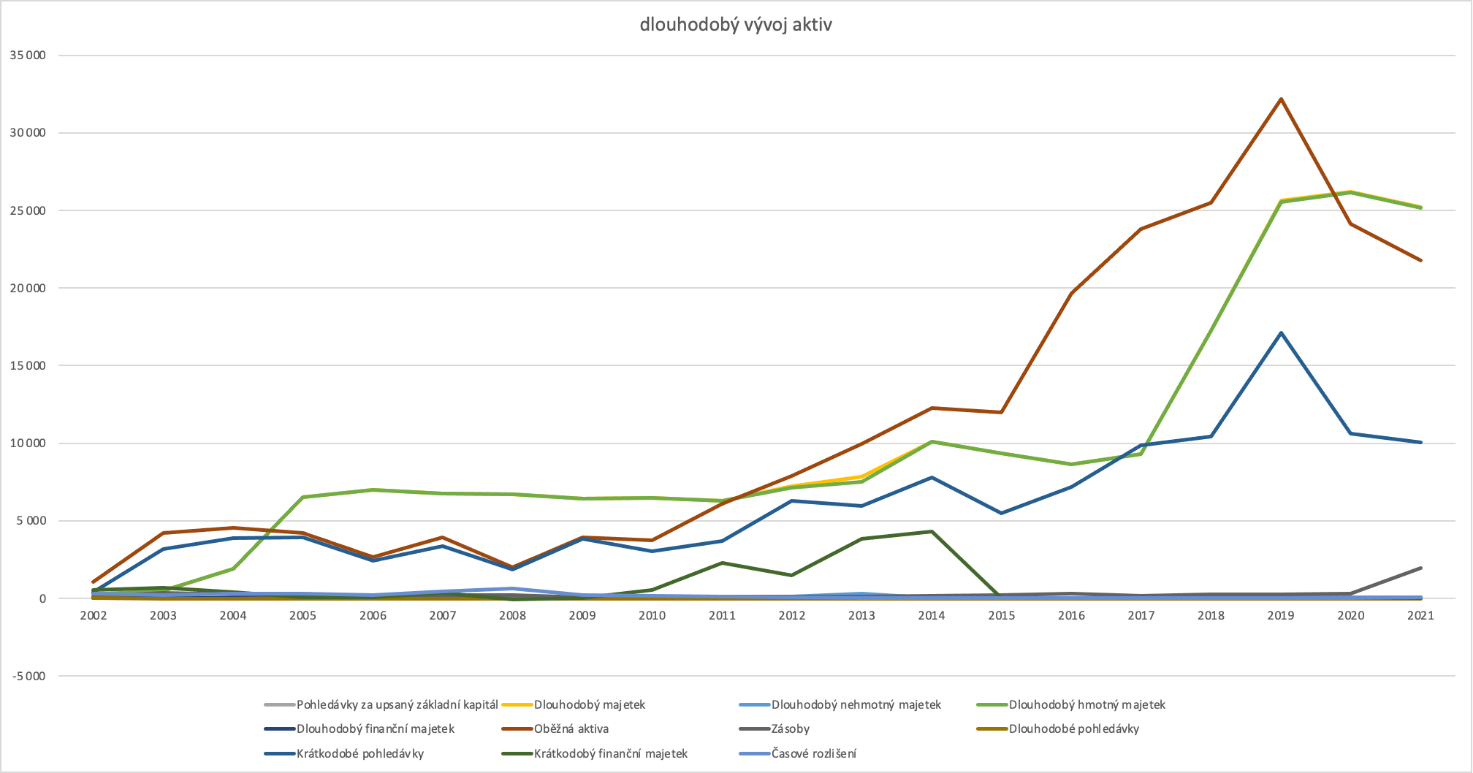 dlouhodobý vývoj aktiv
35 000
30 000
25 000
20 000
15 000
10 000
5 000
0
2002 2003 2004 2005 2006 2007 2008 2009 2010 2011 2012 2013 2014 2015 2016 2017 2018 2019 2020 2021
-5 000
Pohledávky za upsaný základní kapitál Dlouhodobý majetek Dlouhodobý nehmotný majetek Dlouhodobý hmotný majetek
Dlouhodobý finanční majetek Oběžná aktiva Zásoby Dlouhodobé pohledávky
Krátkodobé pohledávky Krátkodobý finanční majetek Časové rozlišení